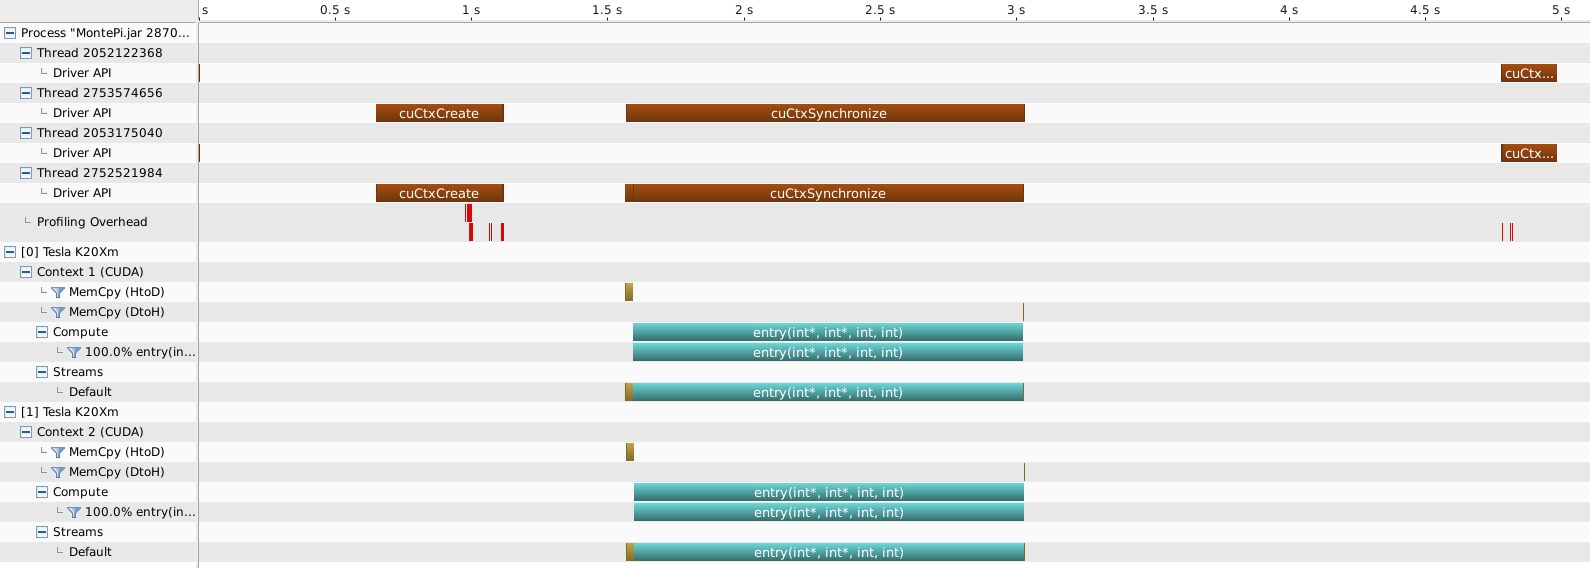 s 0.5 s 1 s 1.5 s 2 s 2.5 s 3 s 3.5 s 4 s 4.5 s 5 s
Process "MontePi.jar 2870...
Thread 2052122368
Driver API cuCtx...
Thread 2753574656
Driver API cuCtxCreate cuCtxSynchronize
Thread 2053175040
Driver API cuCtx...
Thread 2752521984
Driver API cuCtxCreate cuCtxSynchronize
Profiling Overhead
[0] Tesla K20Xm
Context 1 (CUDA)
MemCpy (HtoD)
MemCpy (DtoH)
Compute entry(int*, int*, int, int)
100.0% entry(in... entry(int*, int*, int, int)
Streams
Default entry(int*, int*, int, int)
[1] Tesla K20Xm
Context 2 (CUDA)
MemCpy (HtoD)
MemCpy (DtoH)
Compute entry(int*, int*, int, int)
100.0% entry(in... entry(int*, int*, int, int)
Streams
Default entry(int*, int*, int, int)